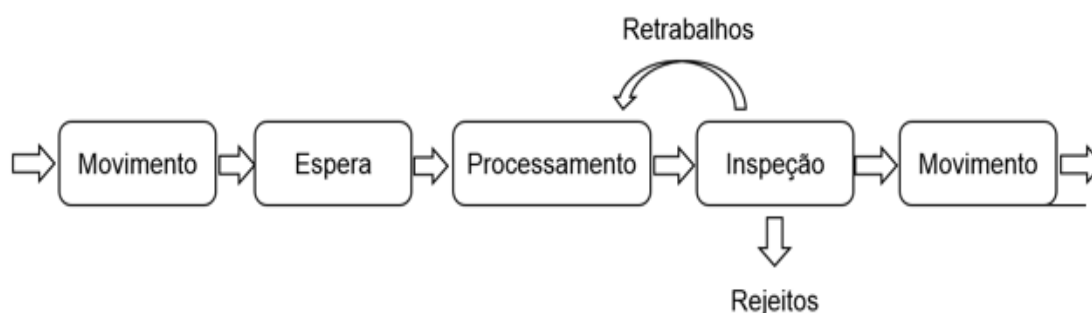 Retrabalhos
Movimento
Espera
Processamento
Inspeção
Movimento
Rejeitos